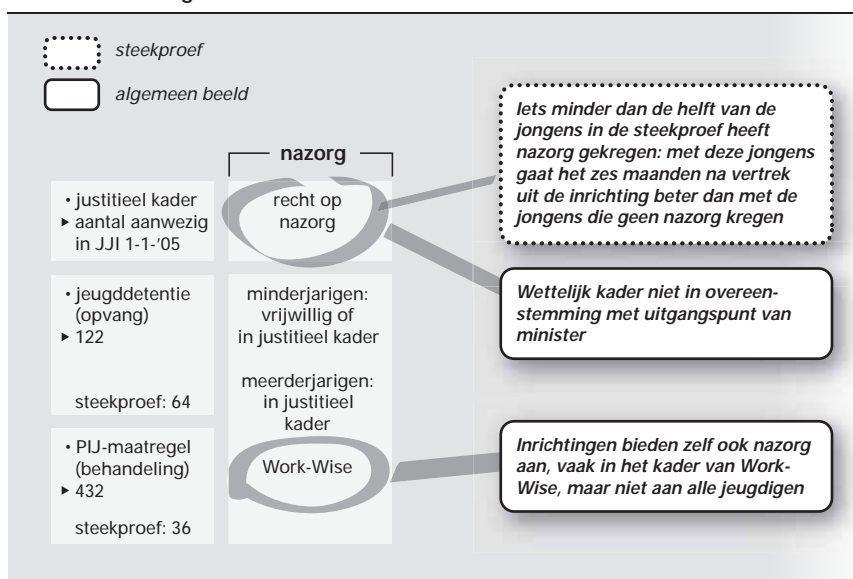 steekproef
algemeen beeld
nazorg
• justitieel kader
▸ aantal aanwezig
in JJI 1-1-'05
recht op
nazorg
Iets minder dan de helft van de
jongens in de steekproef heeft
nazorg gekregen: met deze jongens
gaat het zes maanden na vertrek
uit de inrichting beter dan met de
jongens die geen nazorg kregen
• jeugddetentie
(opvang)
▸ 122
steekproef: 64
minderjarigen:
vrijwillig of
in justitieel kader
meerderjarigen:
in justitieel
kader
Wettelijk kader niet in overeen-
stemming met uitgangspunt van
minister
• PIJ-maatregel
(behandeling)
▸ 432
steekproef: 36
Work-Wise
Inrichtingen bieden zelf ook nazorg
aan, vaak in het kader van Work-
Wise, maar niet aan alle jeugdigen